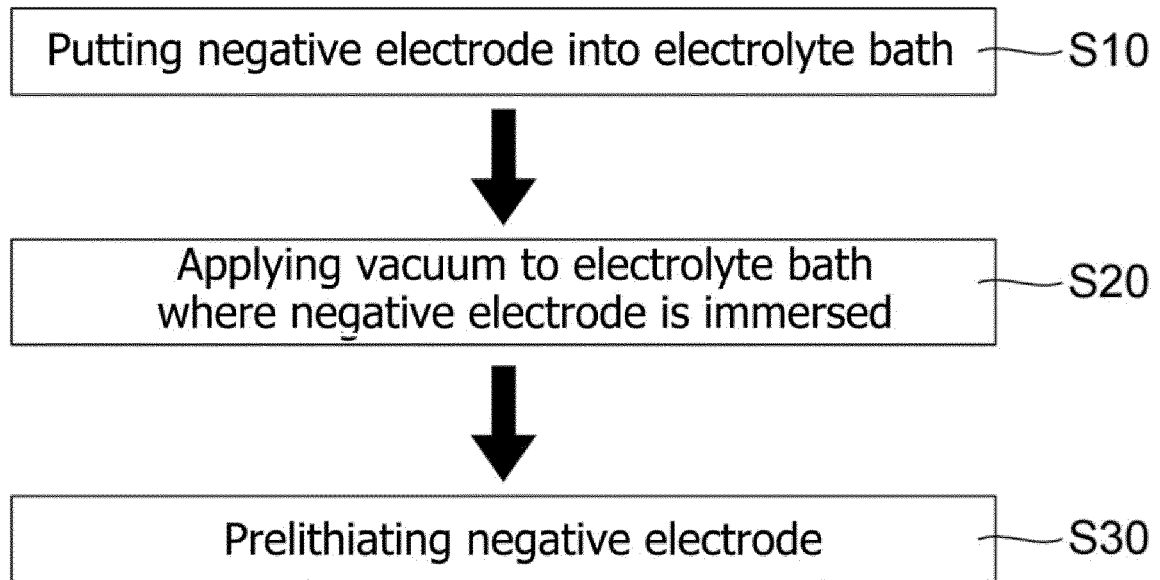 Putting negative electrode into electrolyte bath S10
Applying vacuum to electrolyte bath
where negative electrode is immersed
S20
Prelithiating negative electrode S30